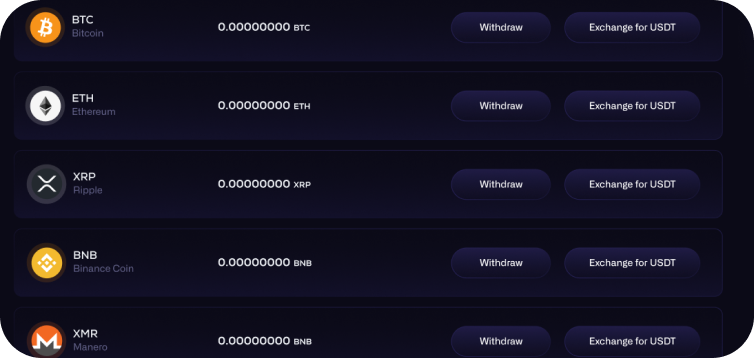 BTC
Bitcoin
0.00000000 BTC
Withdraw
Exchange for USDT
ETH
Ethereum
0.00000000 ETH
Withdraw
Exchange for USDT
XRP
Ripple
0.00000000 XRP
Withdraw
Exchange for USDT
BNB
Binance Coin
0.00000000 BNB
Withdraw
Exchange for USDT
XMR
Manero
0.00000000 BNB
Withdraw
Exchange for USDT